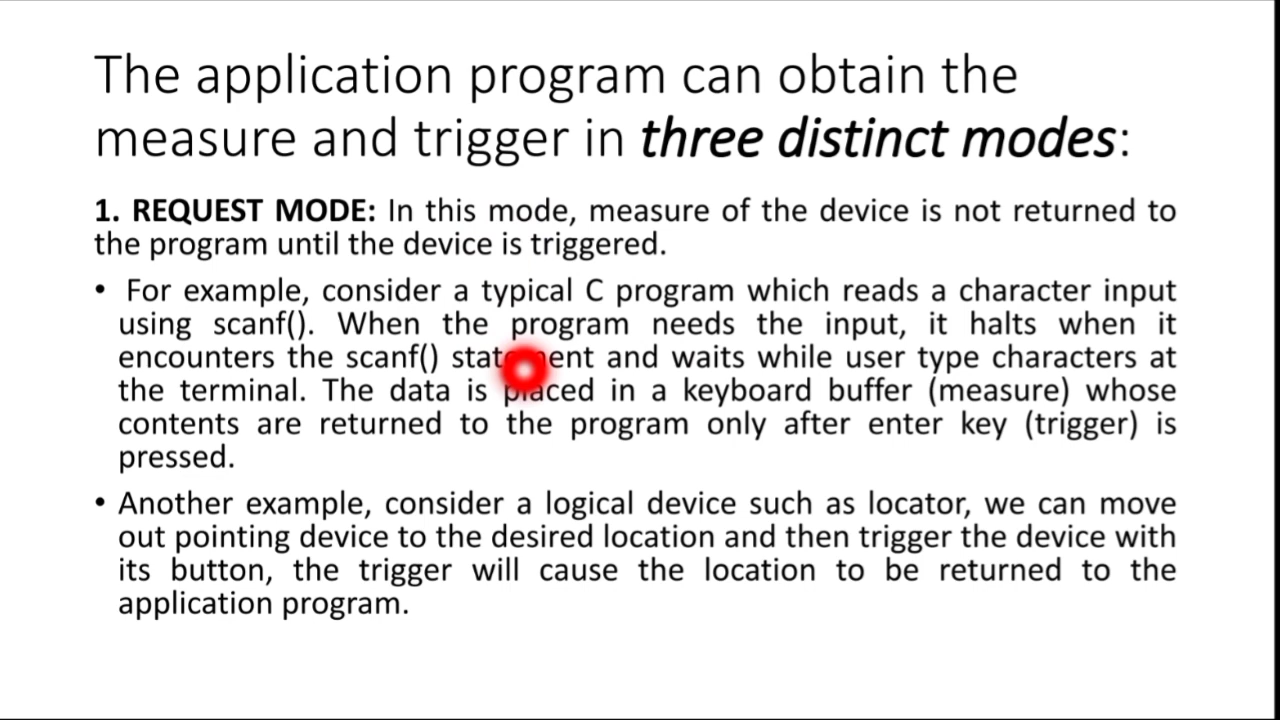 The application program can obtain the
measure and trigger in three distinct modes:
1. REQUEST MODE: In this mode, measure of the device is not returned to
the program until the device is triggered.
• For example, consider a typical C program which reads a character input
using scanf(). When the program needs the input, it halts when it
encounters the scanf() statement and waits while user type characters at
the terminal. The data is placed in a keyboard buffer (measure) whose
contents are returned to the program only after enter key (trigger) is
pressed.
• Another example, consider a logical device such as locator, we can move
out pointing device to the desired location and then trigger the device with
its button, the trigger will cause the location to be returned to the
application program.